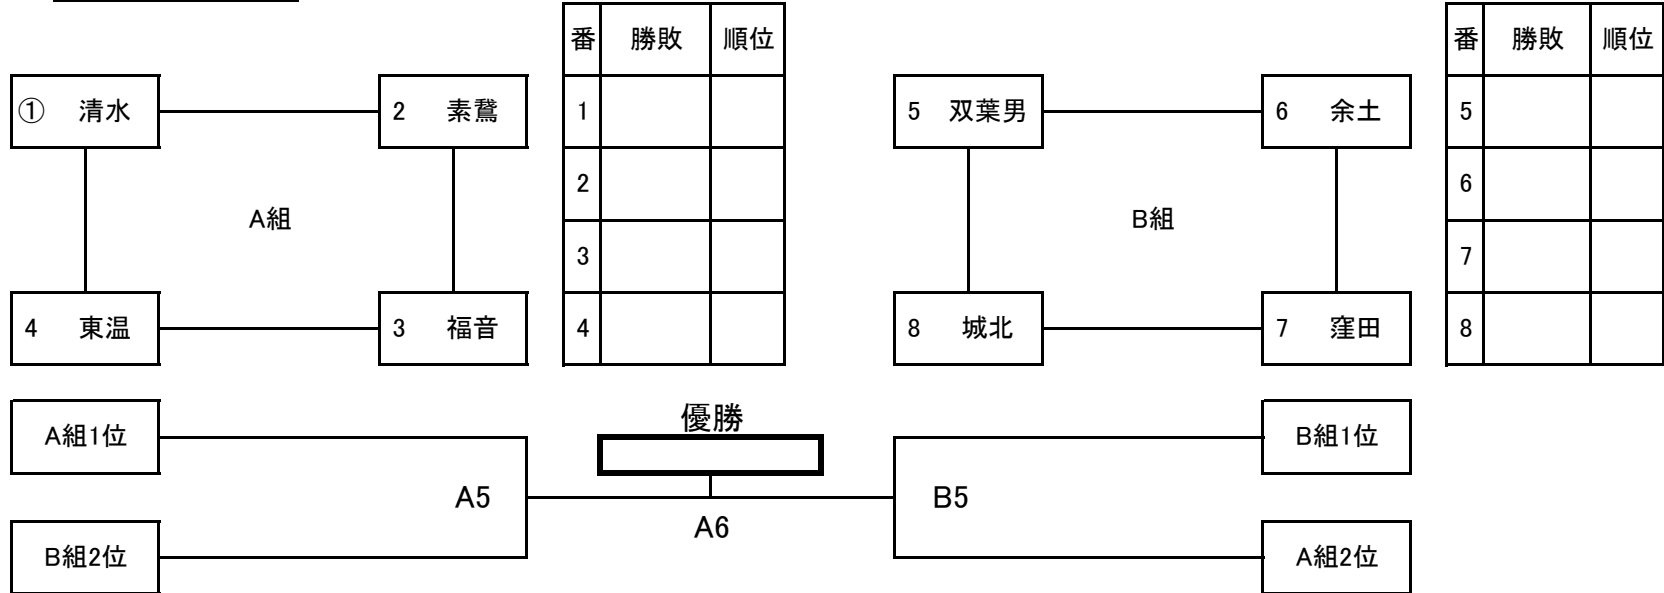 番 勝敗 順位
番 勝敗 順位
① 清水
2 素鵞
1
5 双葉男
6 余土
5
2
6
A組
B組
3
7
4 東温
3 福音
4
8 城北
7 窪田
8
A組1位
優勝
B組1位
A5
B5
A6
B組2位
A組2位